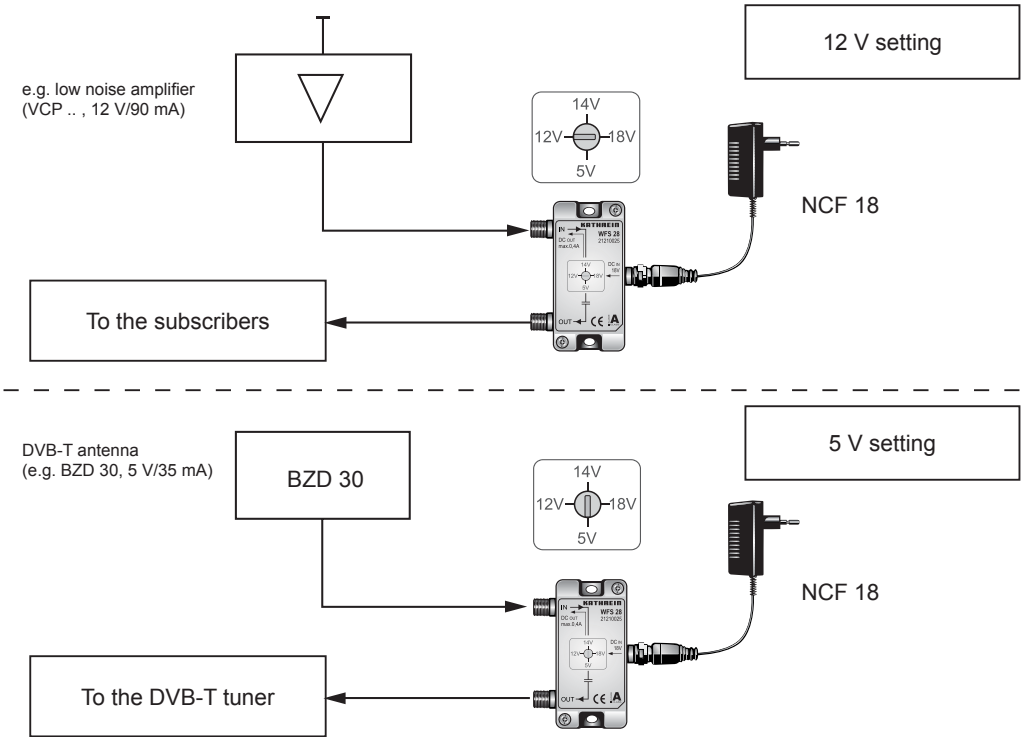 12 V setting
e.g. low noise amplifier
(VCP .. , 12 V/90 mA)
14V
12V
18V
5V
NCF 18
KATHREIN
IN
WFS 28
21210025
DC OUT
max.0.4A
14V
12V
18V
5V
DC IN
18V
OUT
CE
A
To the subscribers
5 V setting
DVB-T antenna
(e.g. BZD 30, 5 V/35 mA)
BZD 30
14V
12V
18V
5V
NCF 18
KATHREIN
IN
WFS 28
21210025
DC OUT
max.0.4A
14V
12V
18V
5V
DC IN
18V
OUT
CE
A
To the DVB-T tuner